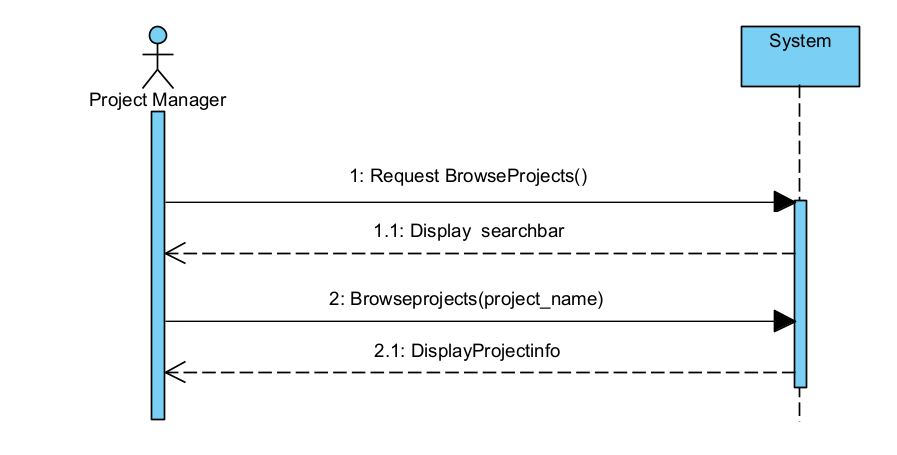 System
Project Manager
1: Request BrowseProjects()
1.1: Display searchbar
2: Browseprojects(project_name)
2.1: DisplayProjectinfo